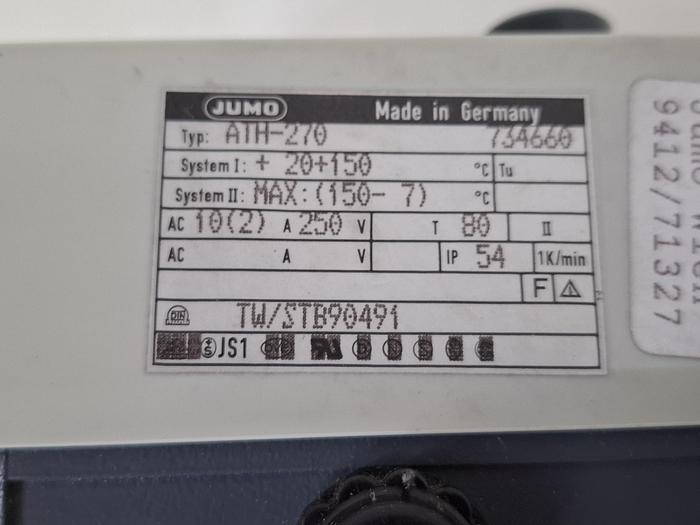 JUMO Made in Germany
Typ: ATH-270 734660
System I: + 20+150 °C Tu
System II: MAX:(150- 7) °C
AC 10(2) A 250 V T 80 II
AC A V IP 54 1K/min
F
DIN TW/STB90491
JS1
9412/71327